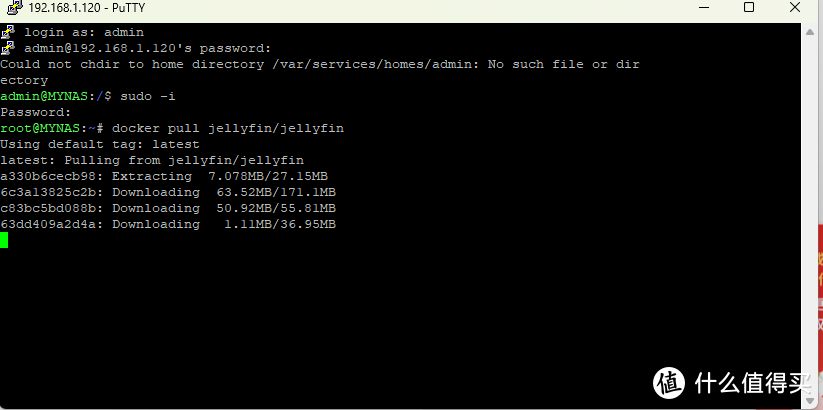 192.168.1.120 - PuTTY
login as: admin
admin@192.168.1.120's password:
Could not chdir to home directory /var/services/homes/admin: No such file or dir
ectory
admin@MYNAS:/$ sudo -i
Password:
root@MYNAS:~# docker pull jellyfin/jellyfin
Using default tag: latest
latest: Pulling from jellyfin/jellyfin
a330b6cecb98: Extracting  7.078MB/27.15MB
6c3a13825c2b: Downloading  63.52MB/171.1MB
c83bc5bd088b: Downloading  50.92MB/55.81MB
63dd409a2d4a: Downloading   1.11MB/36.95MB
值 什么值得买